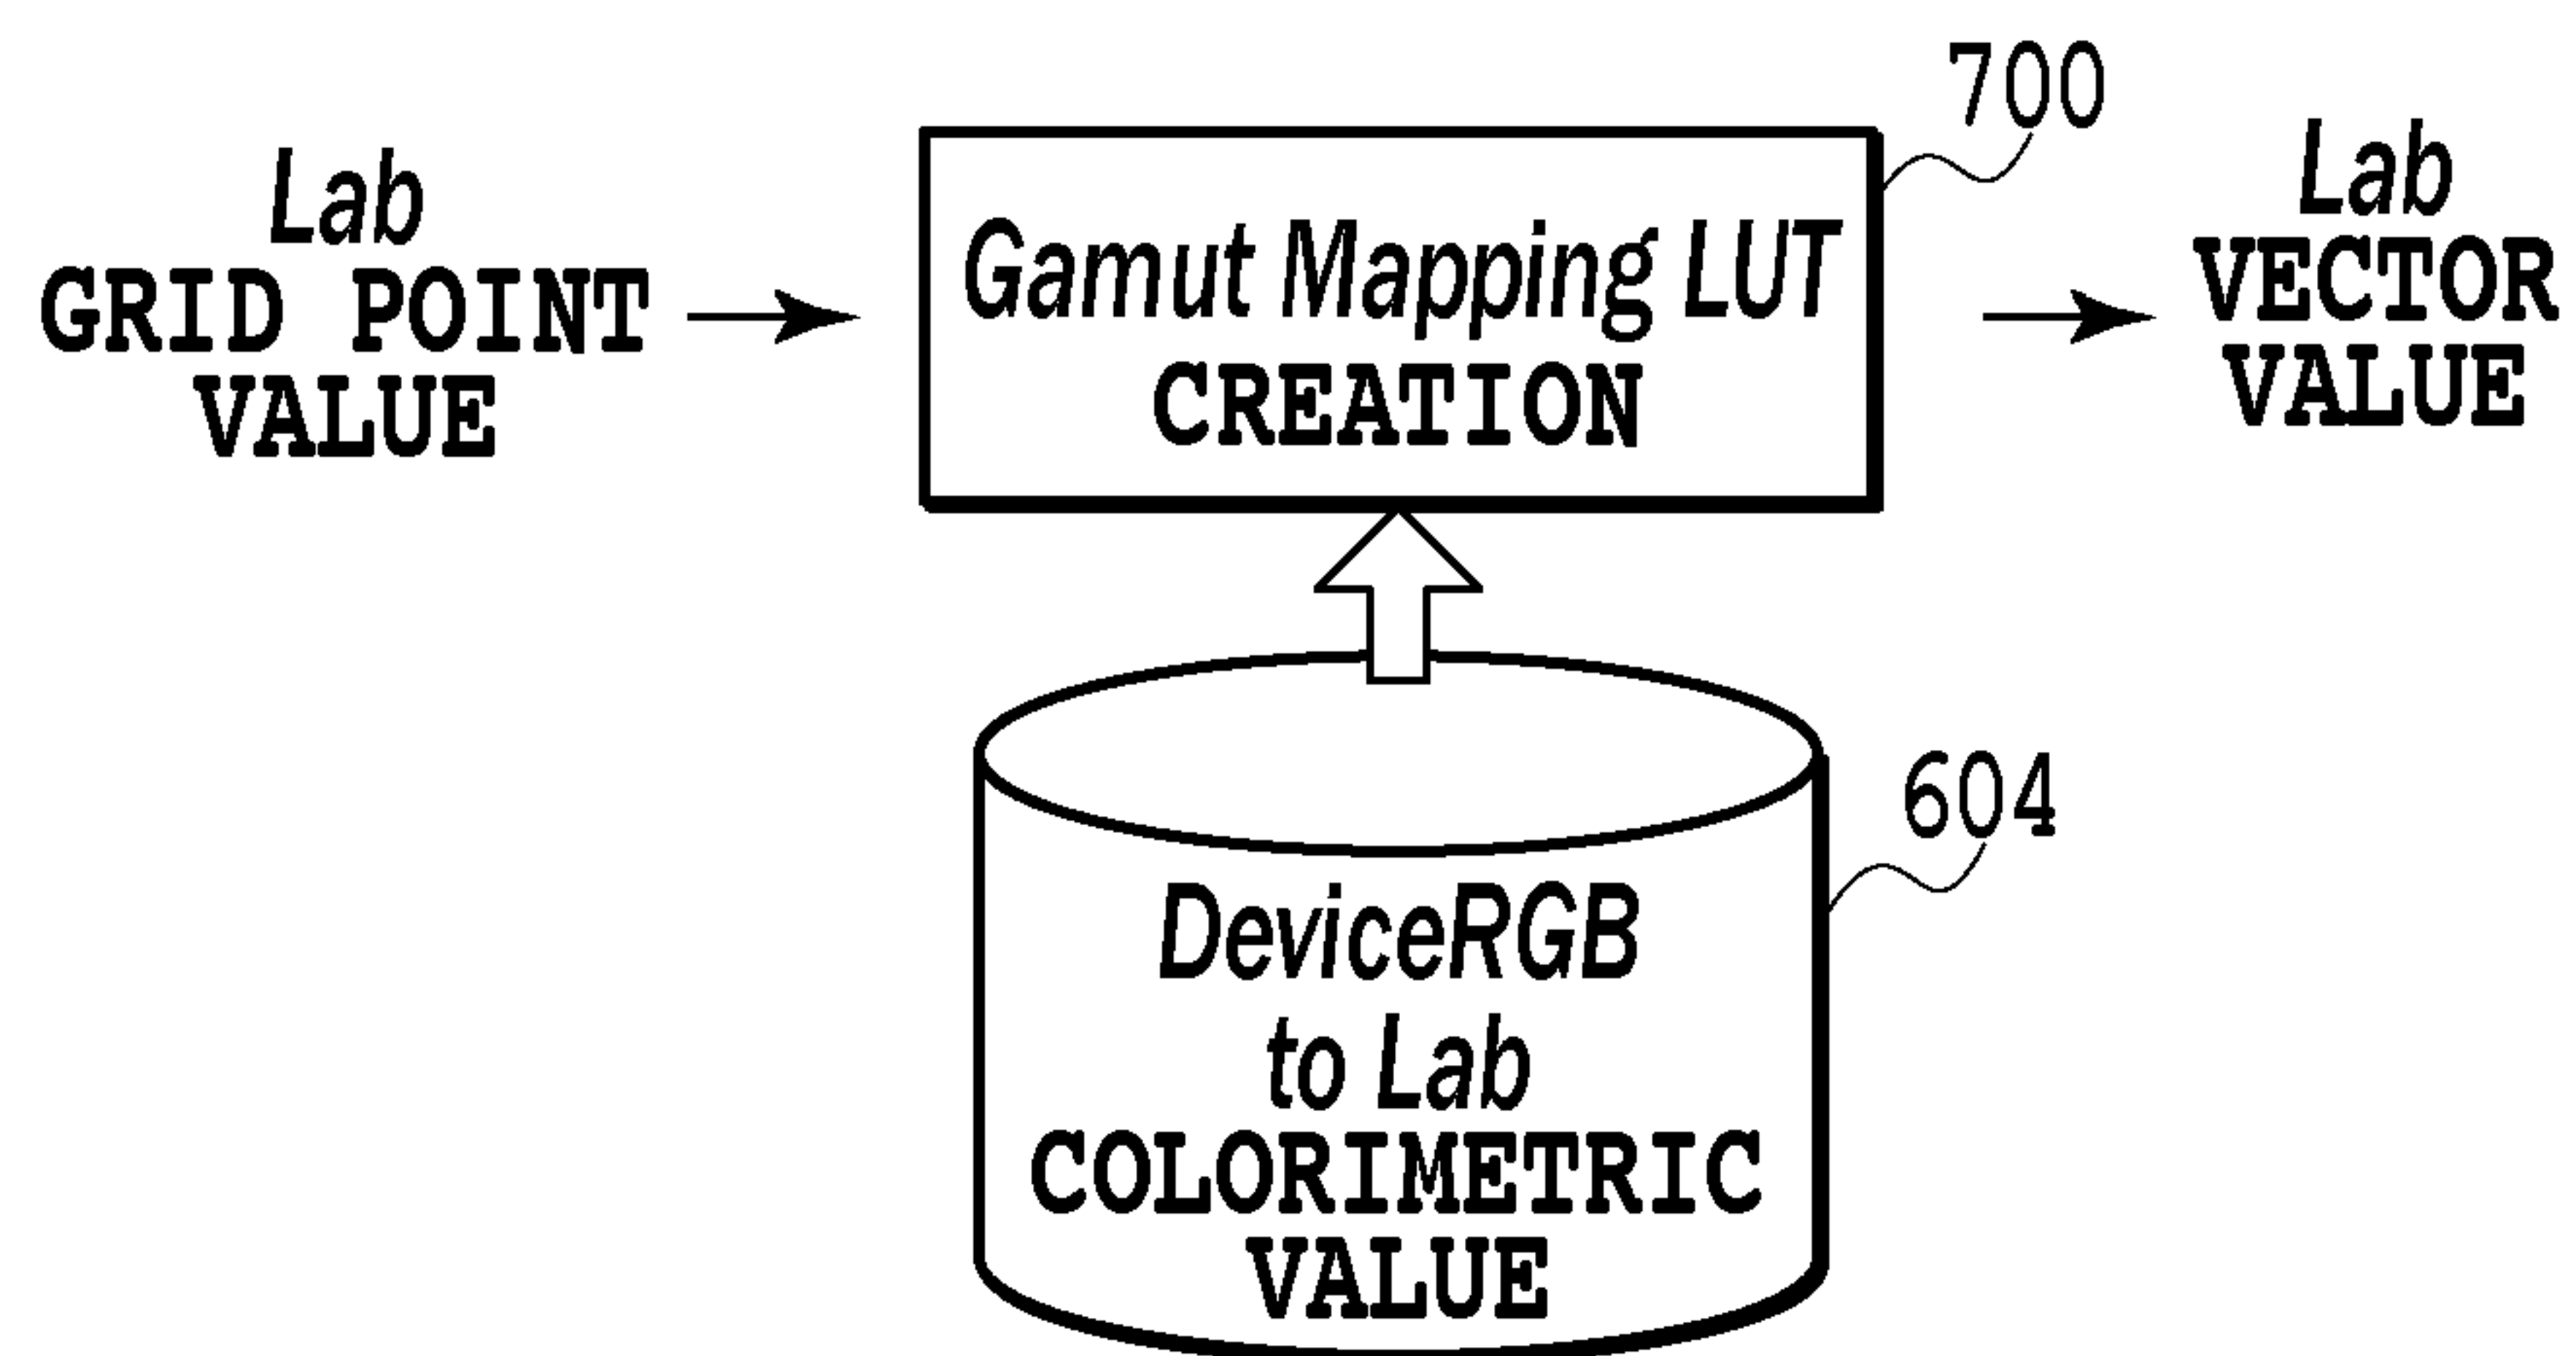 700
Lab
GRID POINT
VALUE
Gamut Mapping LUT
CREATION
Lab
VECTOR
VALUE
604
DeviceRGB
to Lab
COLORIMETRIC
VALUE